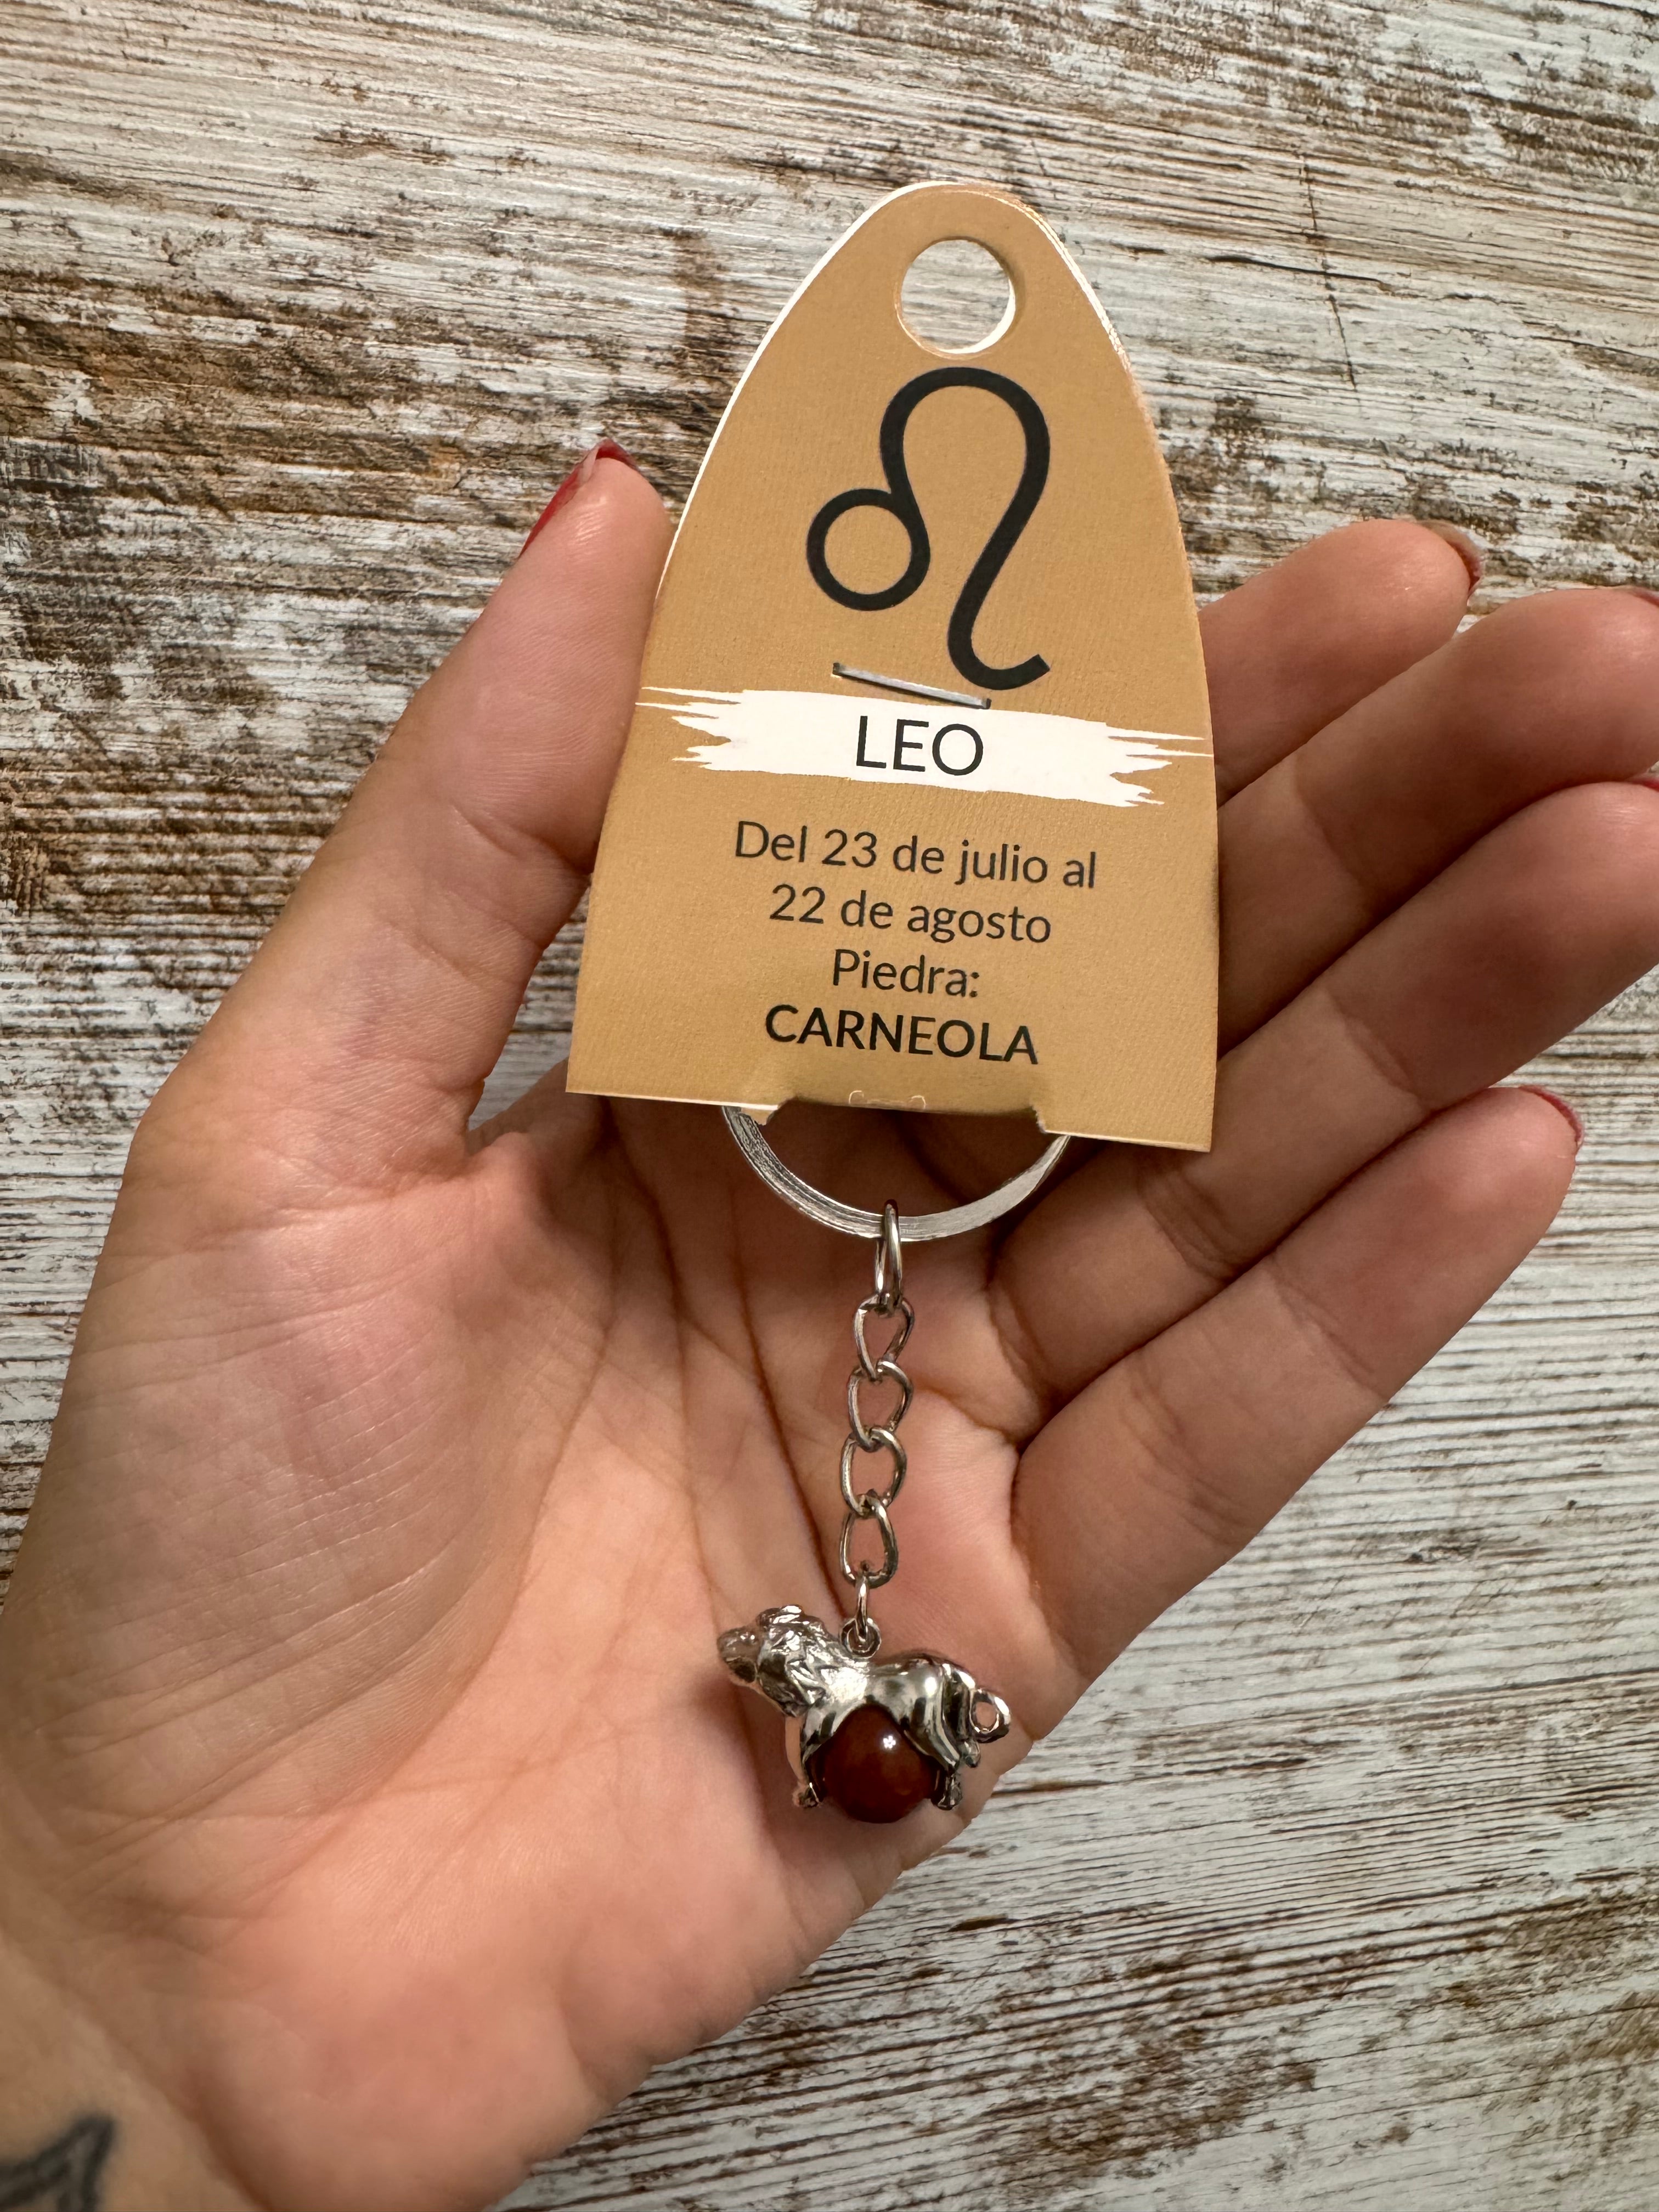 LEO
Del 23 de julio al
22 de agosto
Piedra:
CARNEOLA